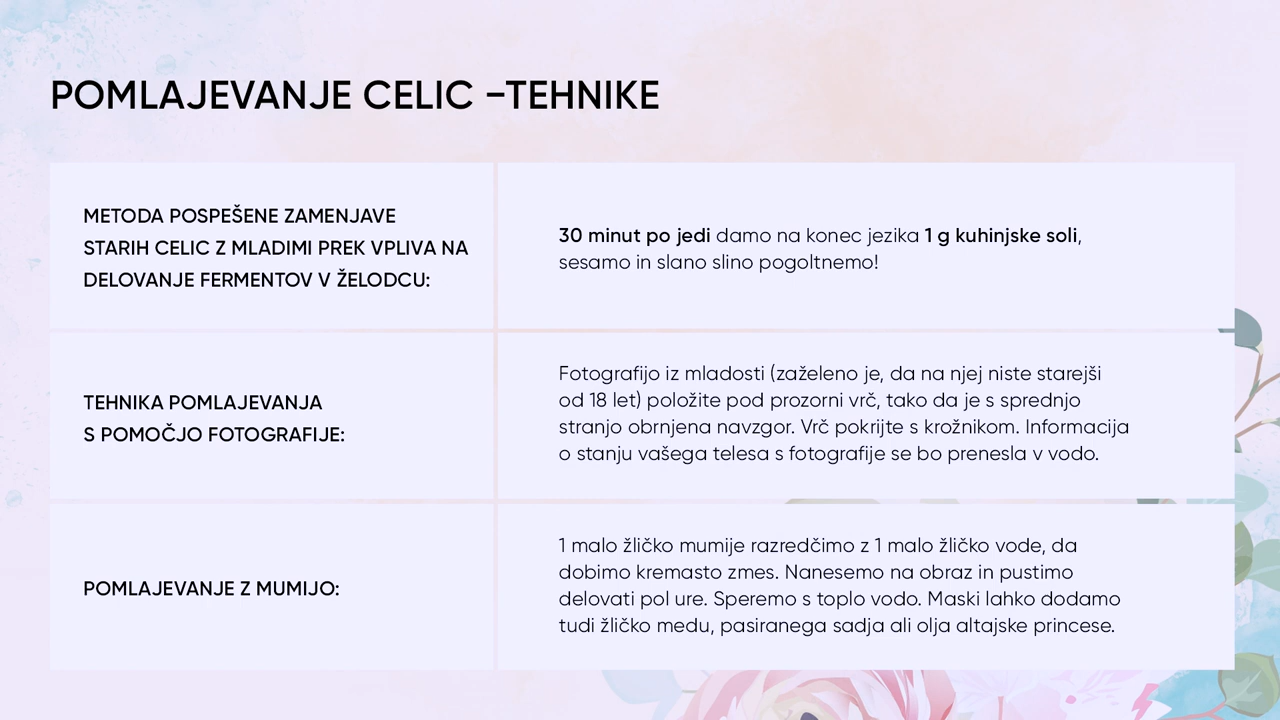 POMLAJEVANJE CELIC –TEHNIKE
METODA POSPEŠENE ZAMENJAVE
STARIH CELIC Z MLADIMI PREK VPLIVA NA
DELOVANJE FERMENTOV V ŽELODCU:
30 minut po jedi damo na konec jezika 1 g kuhinjske soli,
sesamo in slano slino pogoltnemo!
TEHNIKA POMLAJEVANJA
S POMOČJO FOTOGRAFIJE:
Fotografijo iz mladosti (zaželeno je, da na njej niste starejši
od 18 let) položite pod prozorni vrč, tako da je s sprednjo
stranjo obrnjena navzgor. Vrč pokrijte s krožnikom. Informacija
o stanju vašega telesa s fotografije se bo prenesla v vodo.
POMLAJEVANJE Z MUMIJO:
1 malo žličko mumije razredčimo z 1 malo žličko vode, da
dobimo kremasto zmes. Nanesemo na obraz in pustimo
delovati pol ure. Speremo s toplo vodo. Maski lahko dodamo
tudi žličko medu, pasiranega sadja ali olja altajske princese.